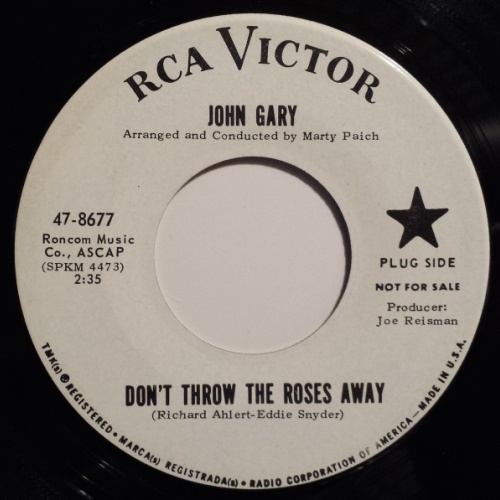 RCA VICTOR
JOHN GARY
Arranged and Conducted by Marty Paich
47-8677
Roncom Music
Co., ASCAP
(SPKM 4473)
2:35
PLUG SIDE
NOT FOR SALE
Producer:
Joe Reisman
DON'T THROW THE ROSES AWAY
(Richard Ahlert-Eddie Snyder)
TMK(s) ® REGISTERED • MARCA(s) REGISTRADA(s) • RADIO CORPORATION OF AMERICA — MADE IN U.S.A.